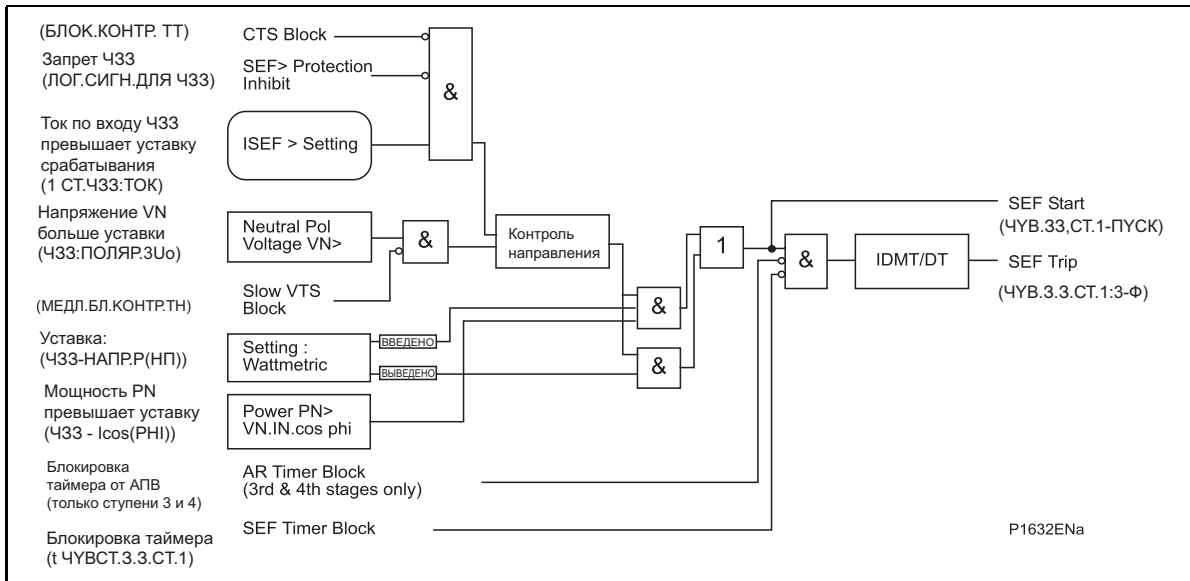 (БЛОК.КОНТР. ТТ)
CTS Block
Запрет ЧЗЗ
(ЛОГ.СИГН.ДЛЯ ЧЗЗ)
SEF> Protection
Inhibit
&
Ток по входу ЧЗЗ
превышает уставку
срабатывания
(1 СТ.ЧЗЗ:ТОК)
ISEF > Setting
Напряжение VN
больше уставки
(ЧЗЗ:ПОЛЯР.3Uo)
Neutral Pol
Voltage VN>
&
Контроль
направления
1
&
IDMT/DT
SEF Start
(ЧYВ.ЗЗ,СТ.1-ПYСК)
SEF Trip
(ЧYВ.З.З.СТ.1:3-Ф)
(МЕДЛ.БЛ.КОНТР.ТН)
Slow VTS
Block
&
Уставка:
(ЧЗЗ-НАПР.Р(НП))
Setting :
Wattmetric
ВВЕДЕНО
ВЫВЕДЕНО
&
Мощность PN
превышает уставку
(ЧЗЗ - Icos(PHI))
Power PN>
VN.IN.cos phi
Блокировка
таймера от АПВ
(только ступени 3 и 4)
AR Timer Block
(3rd & 4th stages only)
Блокировка таймера
(t ЧYВСТ.З.З.СТ.1)
SEF Timer Block
P1632ENa